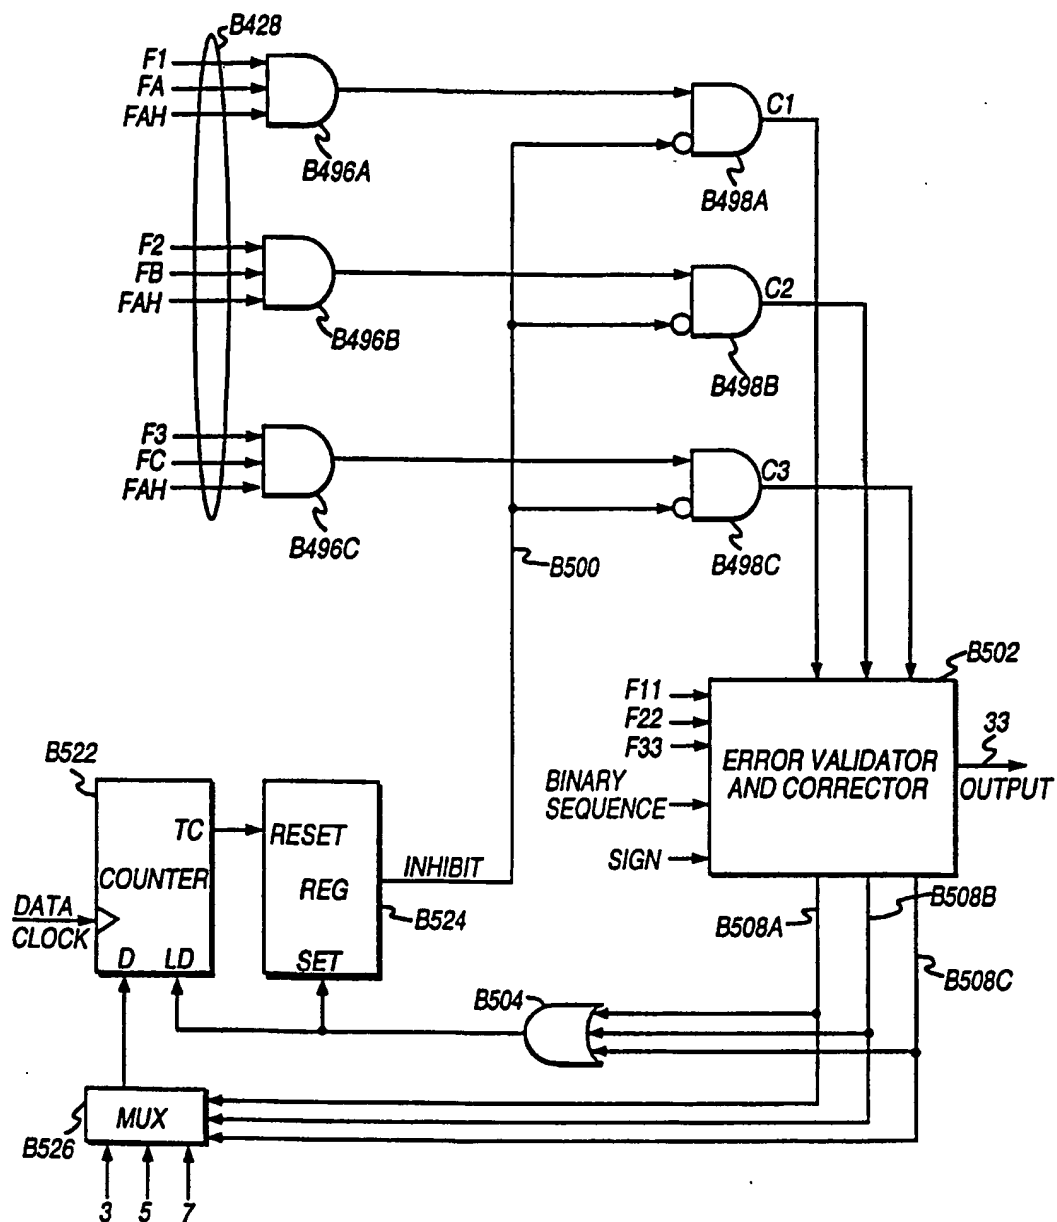 B428
F1
FA
FAH
B496A
C1
B498A
F2
FB
FAH
B496B
C2
B498B
F3
FC
FAH
B496C
C3
B498C
B500
B502
F11
F22
F33
BINARY
SEQUENCE
SIGN
ERROR VALIDATOR
AND CORRECTOR
33
OUTPUT
B522
TC
COUNTER
DATA
CLOCK
D LD
RESET
REG
SET
INHIBIT
B524
B508A
B508B
B508C
B504
MUX
B526
3 5 7